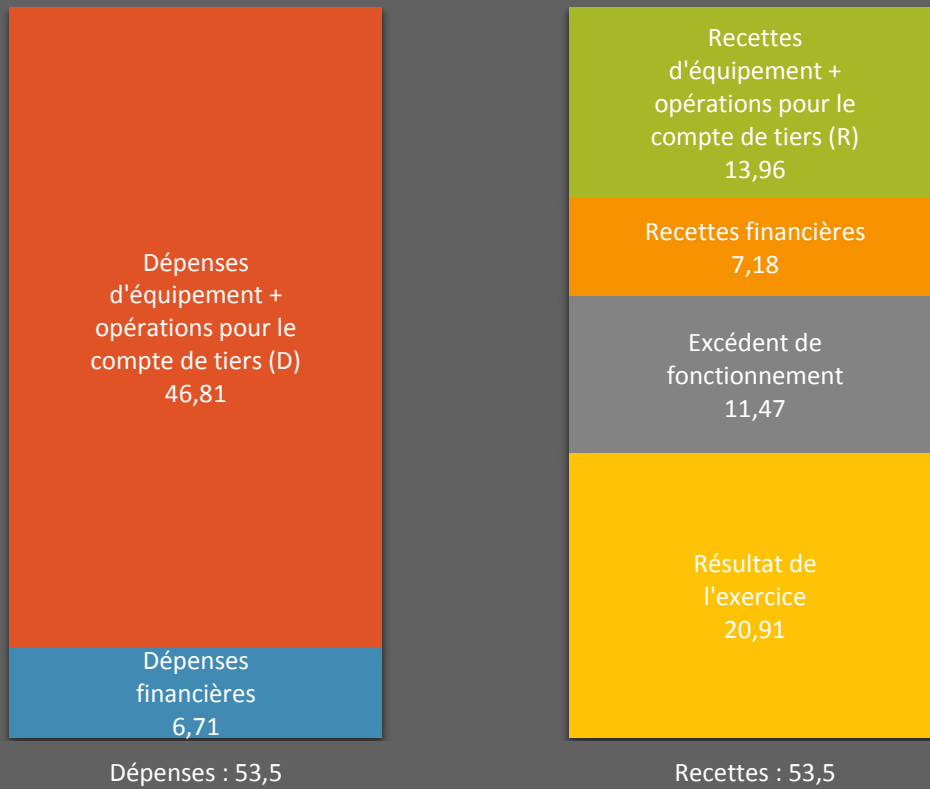 Dépenses
d'équipement +
opérations pour le
compte de tiers (D)
46,81
Dépenses
financières
6,71
Dépenses : 53,5
Recettes
d'équipement +
opérations pour le
compte de tiers (R)
13,96
Recettes financières
7,18
Excédent de
fonctionnement
11,47
Résultat de
l'exercice
20,91
Recettes : 53,5